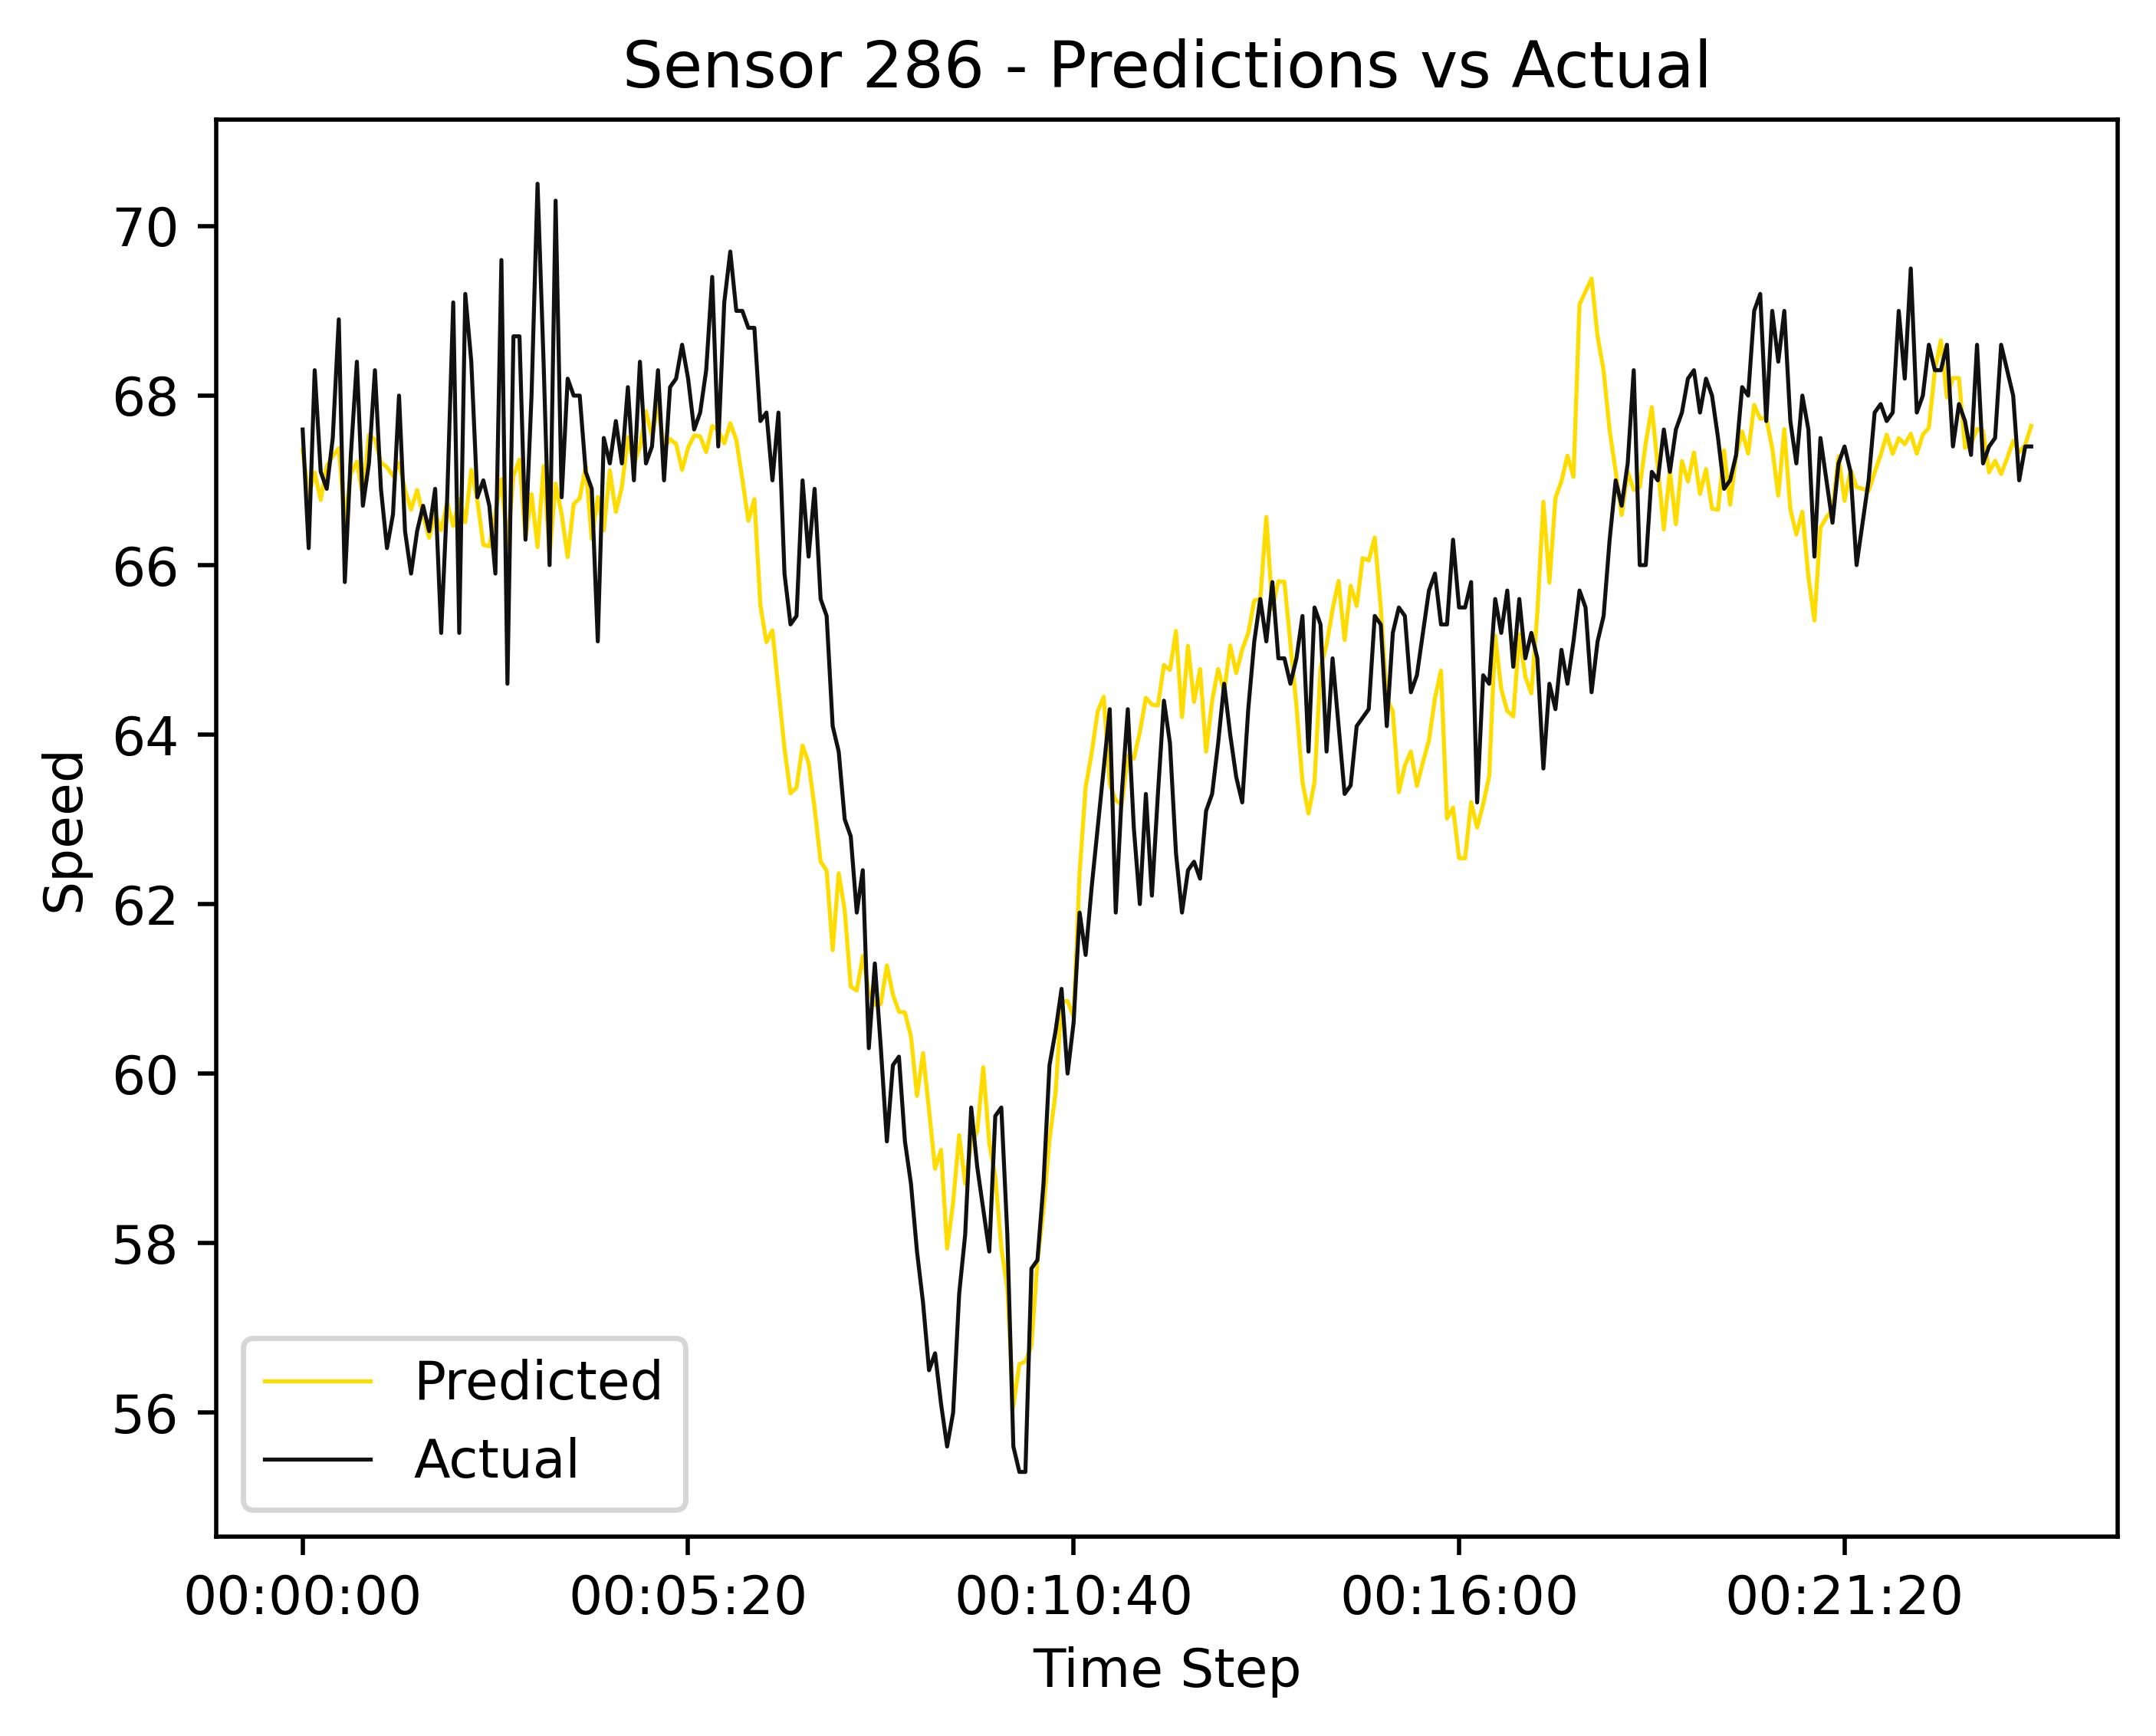 Sensor 286 - Predictions vs Actual
70
68
66
64
62
60
58
56
Speed
Predicted
Actual
00:00:00 00:05:20 00:10:40 00:16:00 00:21:20
Time Step